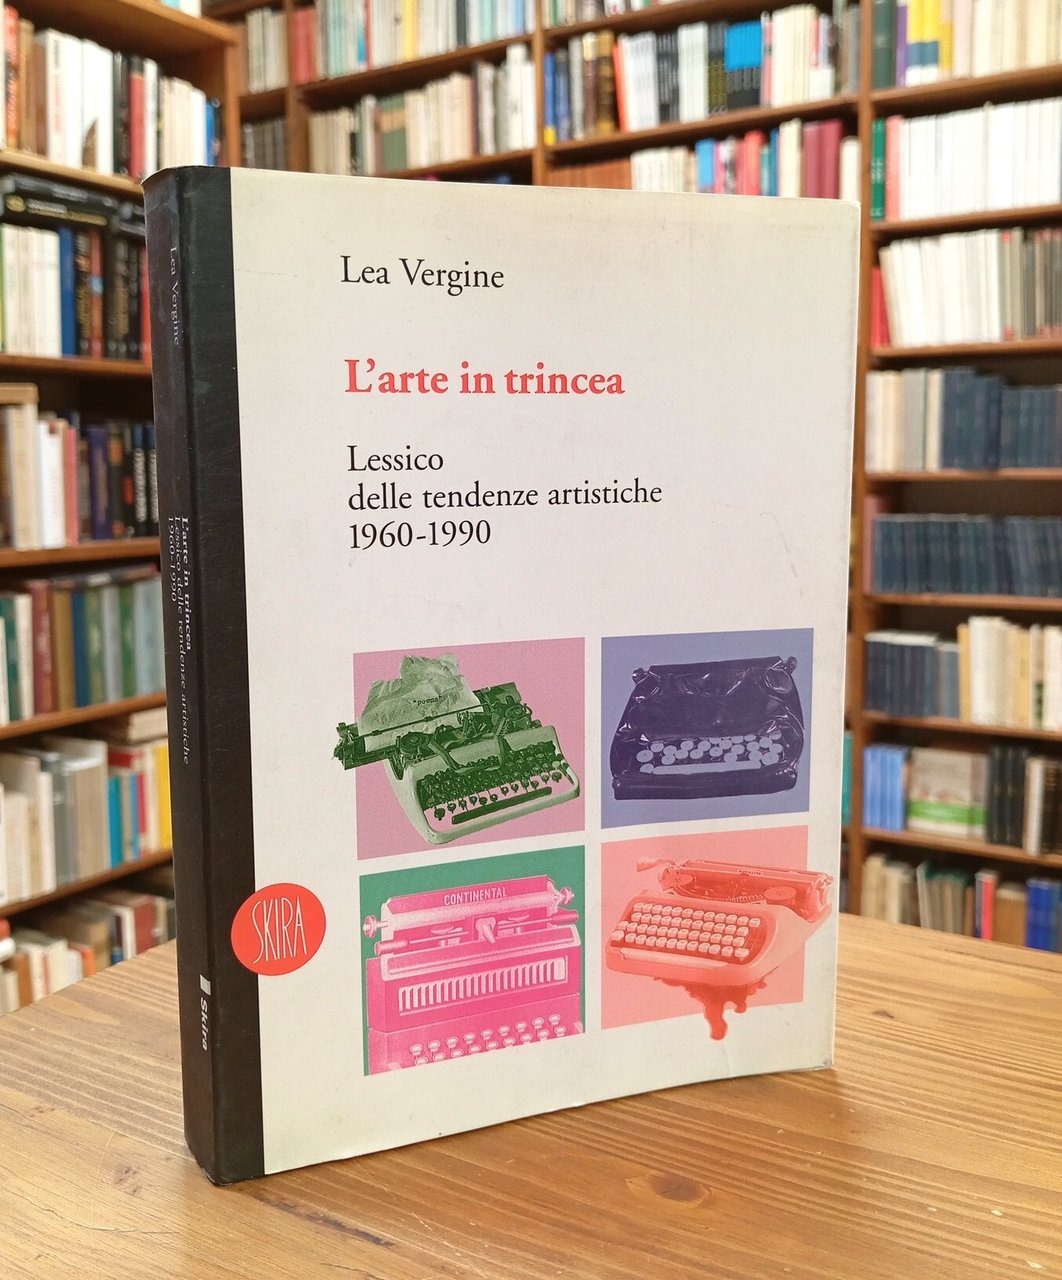 Lea Vergine
L'arte in trincea
Lessico
delle tendenze artistiche
1960-1990
"poema
CONTINENTAL
SKIRA
Lea Vergine
L'arte in trincea
Lessico delle tendenze artistiche
1960-1990
Skira